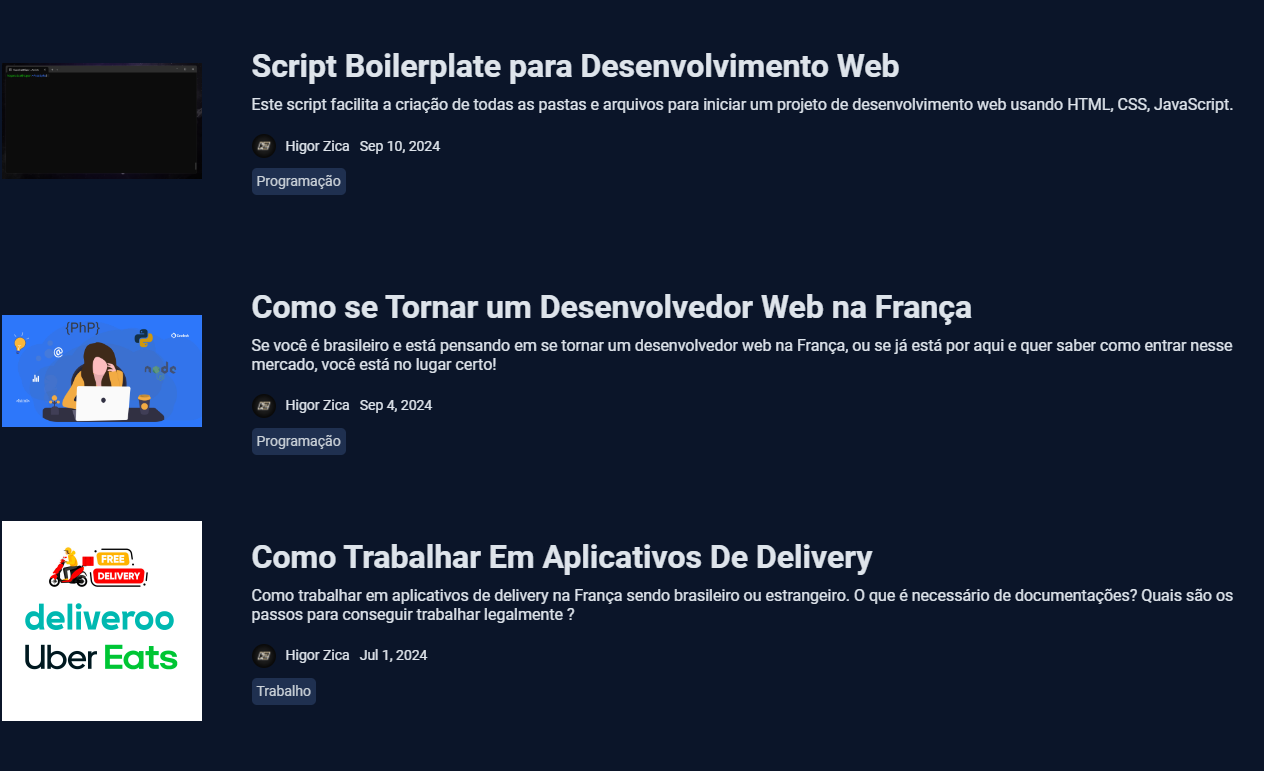 Script Boilerplate para Desenvolvimento Web
Este script facilita a criação de todas as pastas e arquivos para iniciar um projeto de desenvolvimento web usando HTML, CSS, JavaScript.
Higor Zica Sep 10, 2024
Programação
Como se Tornar um Desenvolvedor Web na França
Se você é brasileiro e está pensando em se tornar um desenvolvedor web na França, ou se já está por aqui e quer saber como entrar nesse
mercado, você está no lugar certo!
{PhP}
@
node
Higor Zica Sep 4, 2024
Programação
FREE
DELIVERY
deliveroo
Uber Eats
Como Trabalhar Em Aplicativos De Delivery
Como trabalhar em aplicativos de delivery na França sendo brasileiro ou estrangeiro. O que é necessário de documentações? Quais são os
passos para conseguir trabalhar legalmente ?
Higor Zica Jul 1, 2024
Trabalho